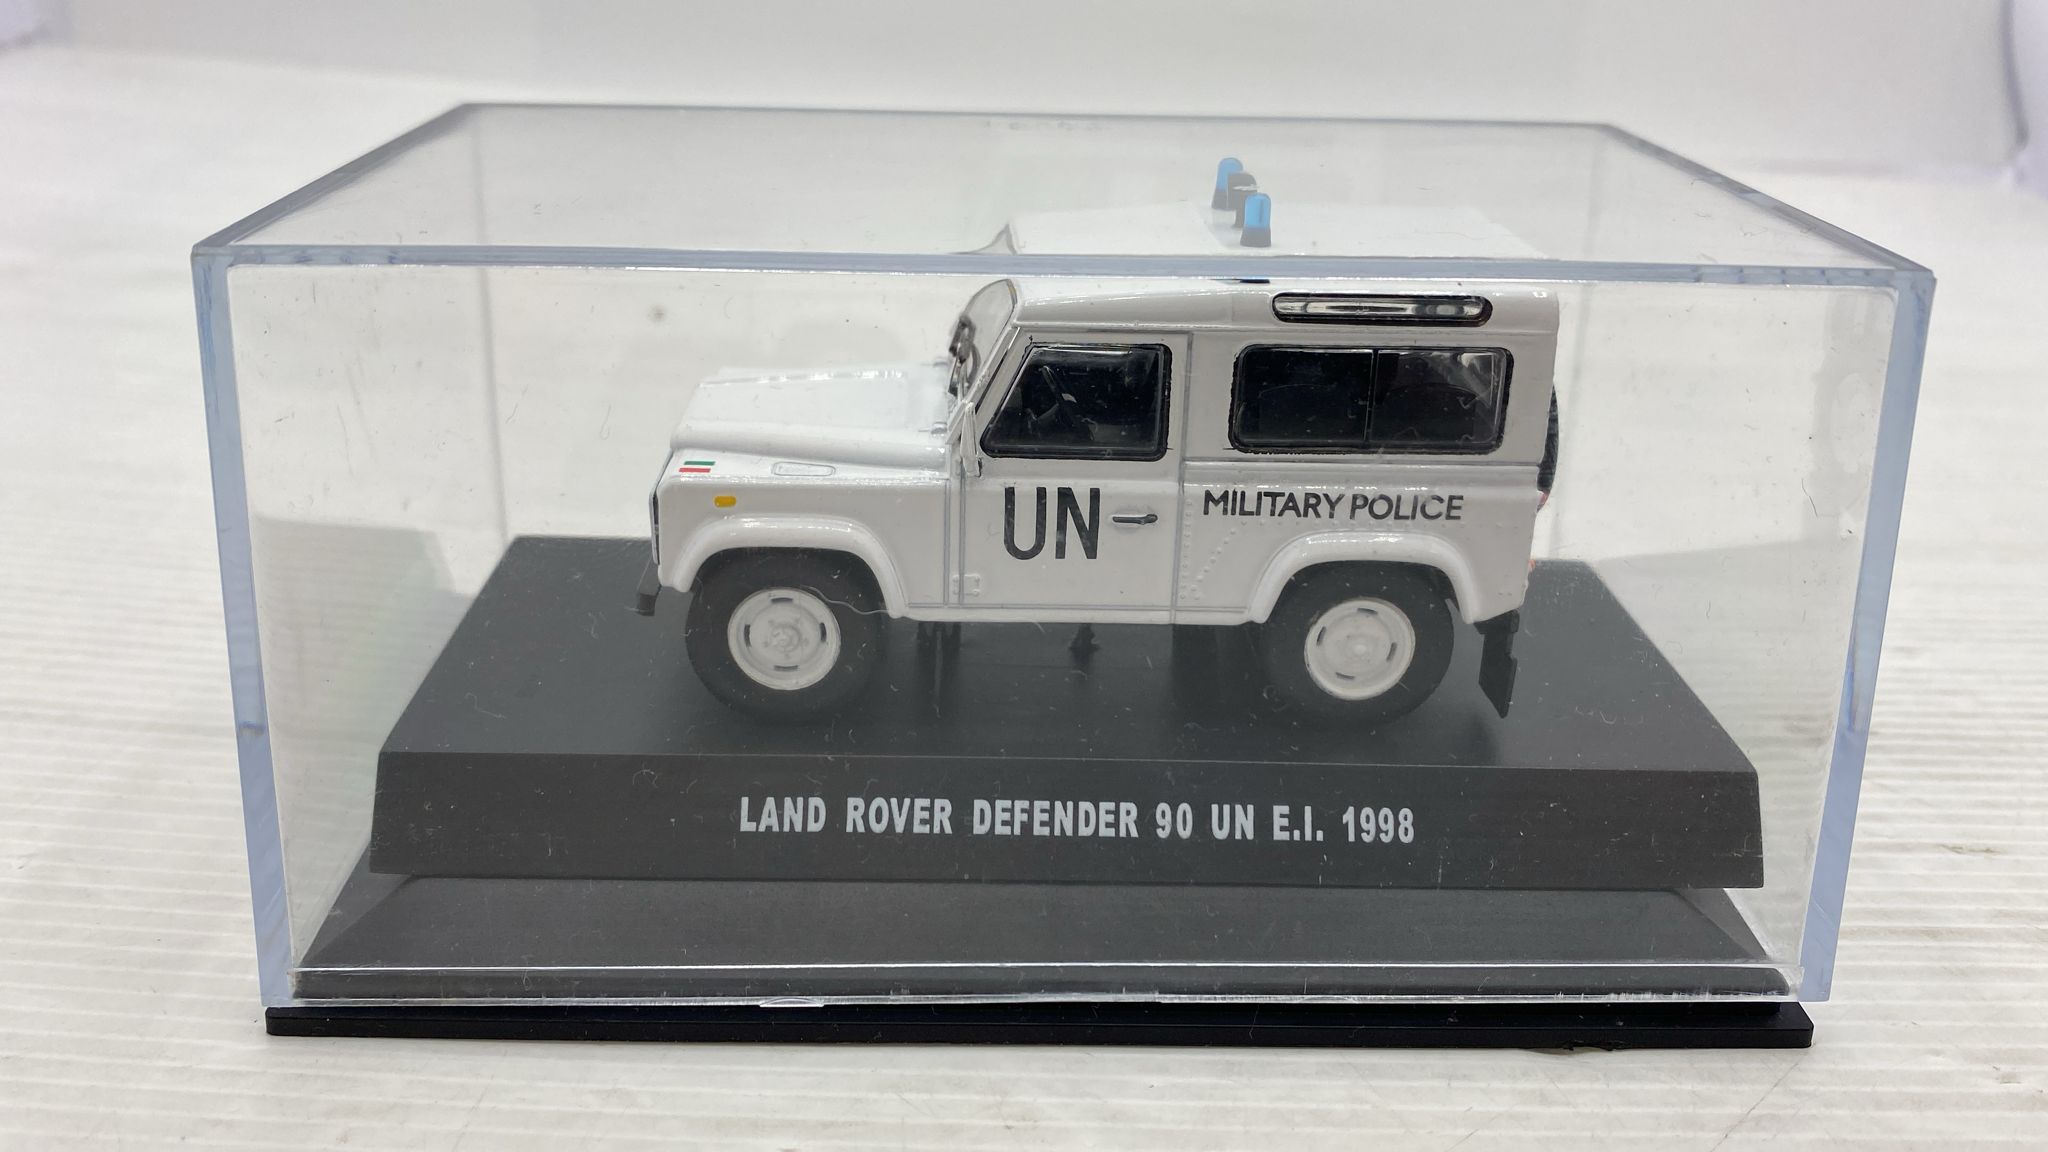 UN
MILITARY POLICE
LAND ROVER DEFENDER 90 UN E.I. 1998